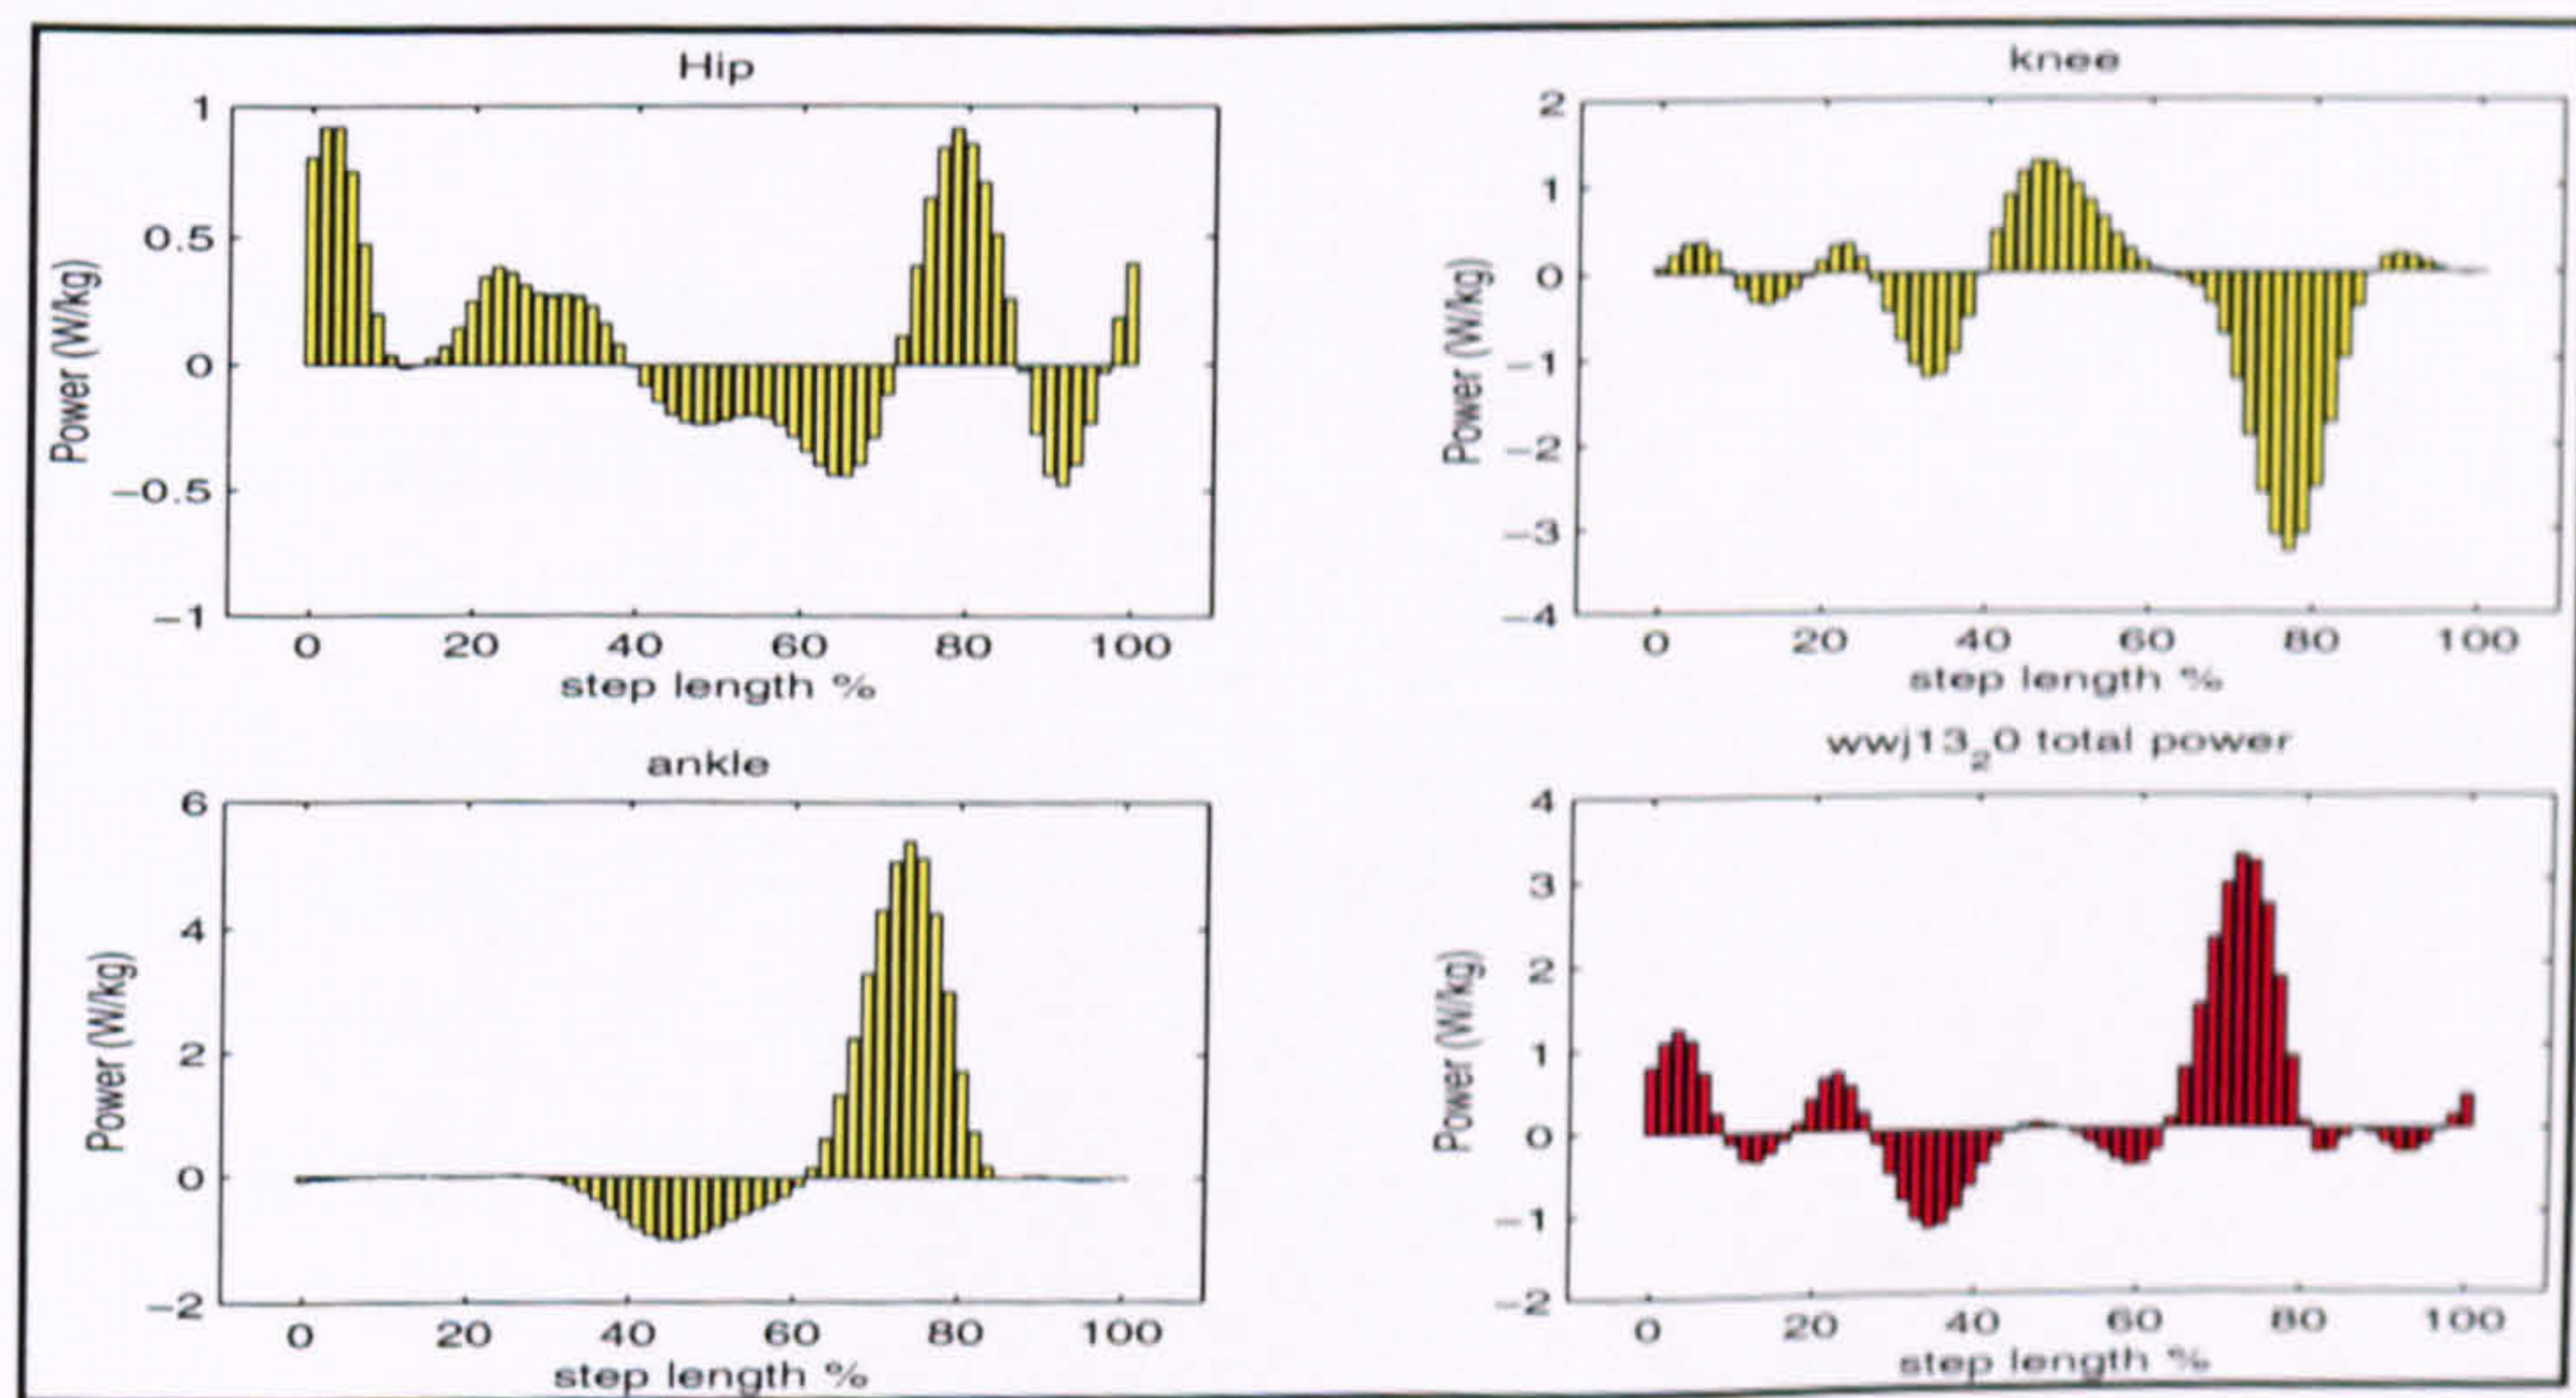 Hip
1
0.5
0
−0.5
−1
Power (W/kg)
0 20 40 60 80 100
step length %
knee
2
1
0
−1
−2
−3
−4
Power (W/kg)
0 20 40 60 80 100
step length %
ankle
6
4
2
0
−2
Power (W/kg)
0 20 40 60 80 100
step length %
wwj13₂0 total power
4
3
2
1
0
−1
−2
Power (W/kg)
0 20 40 60 80 100
step length %